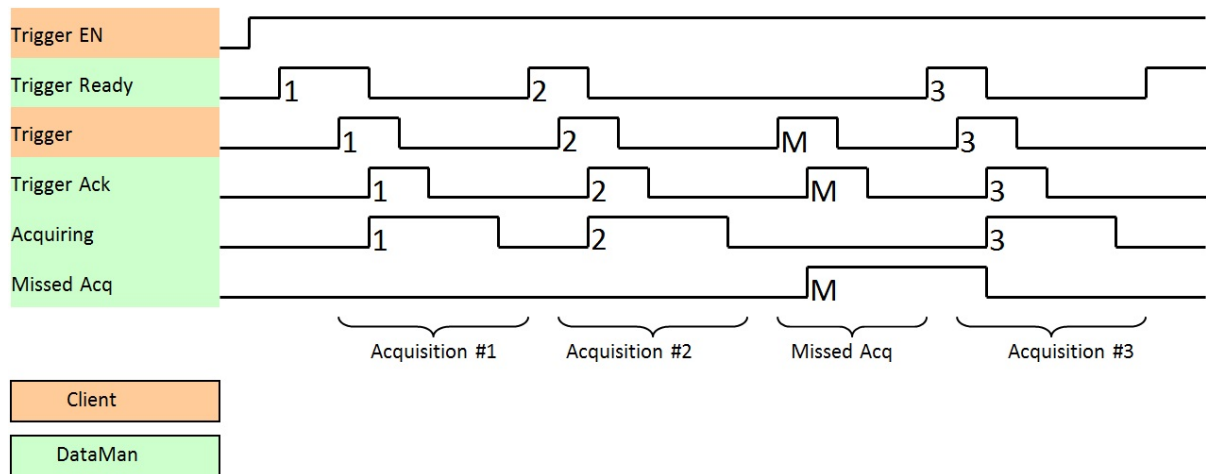 Trigger EN
Trigger Ready
1 2 3
Trigger
1 2 M 3
Trigger Ack
1 2 M 3
Acquiring
1 2 3
Missed Acq
M
Acquisition #1 Acquisition #2 Missed Acq Acquisition #3
Client
DataMan